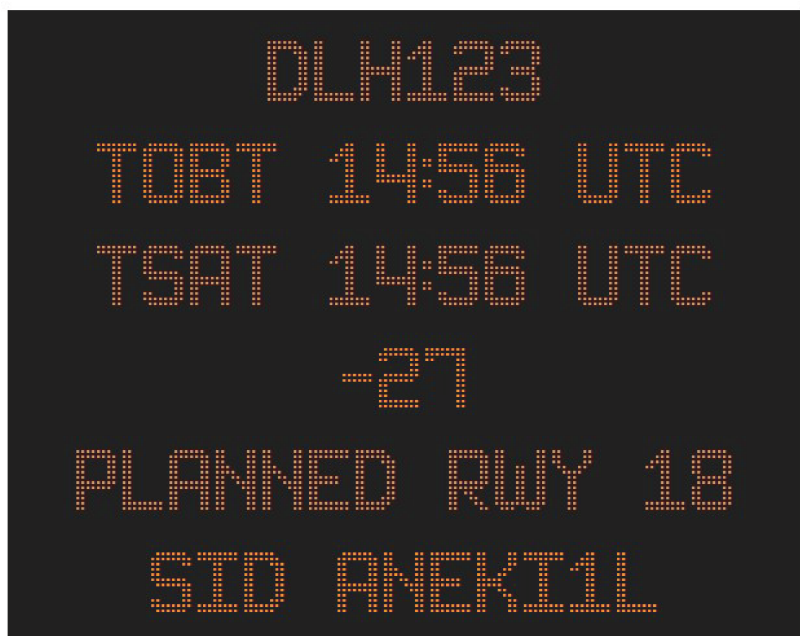 DLH123
TOBT 14:56 UTC
TSAT 14:56 UTC
-27
PLANNED RWY 18
SID ANEKI1L